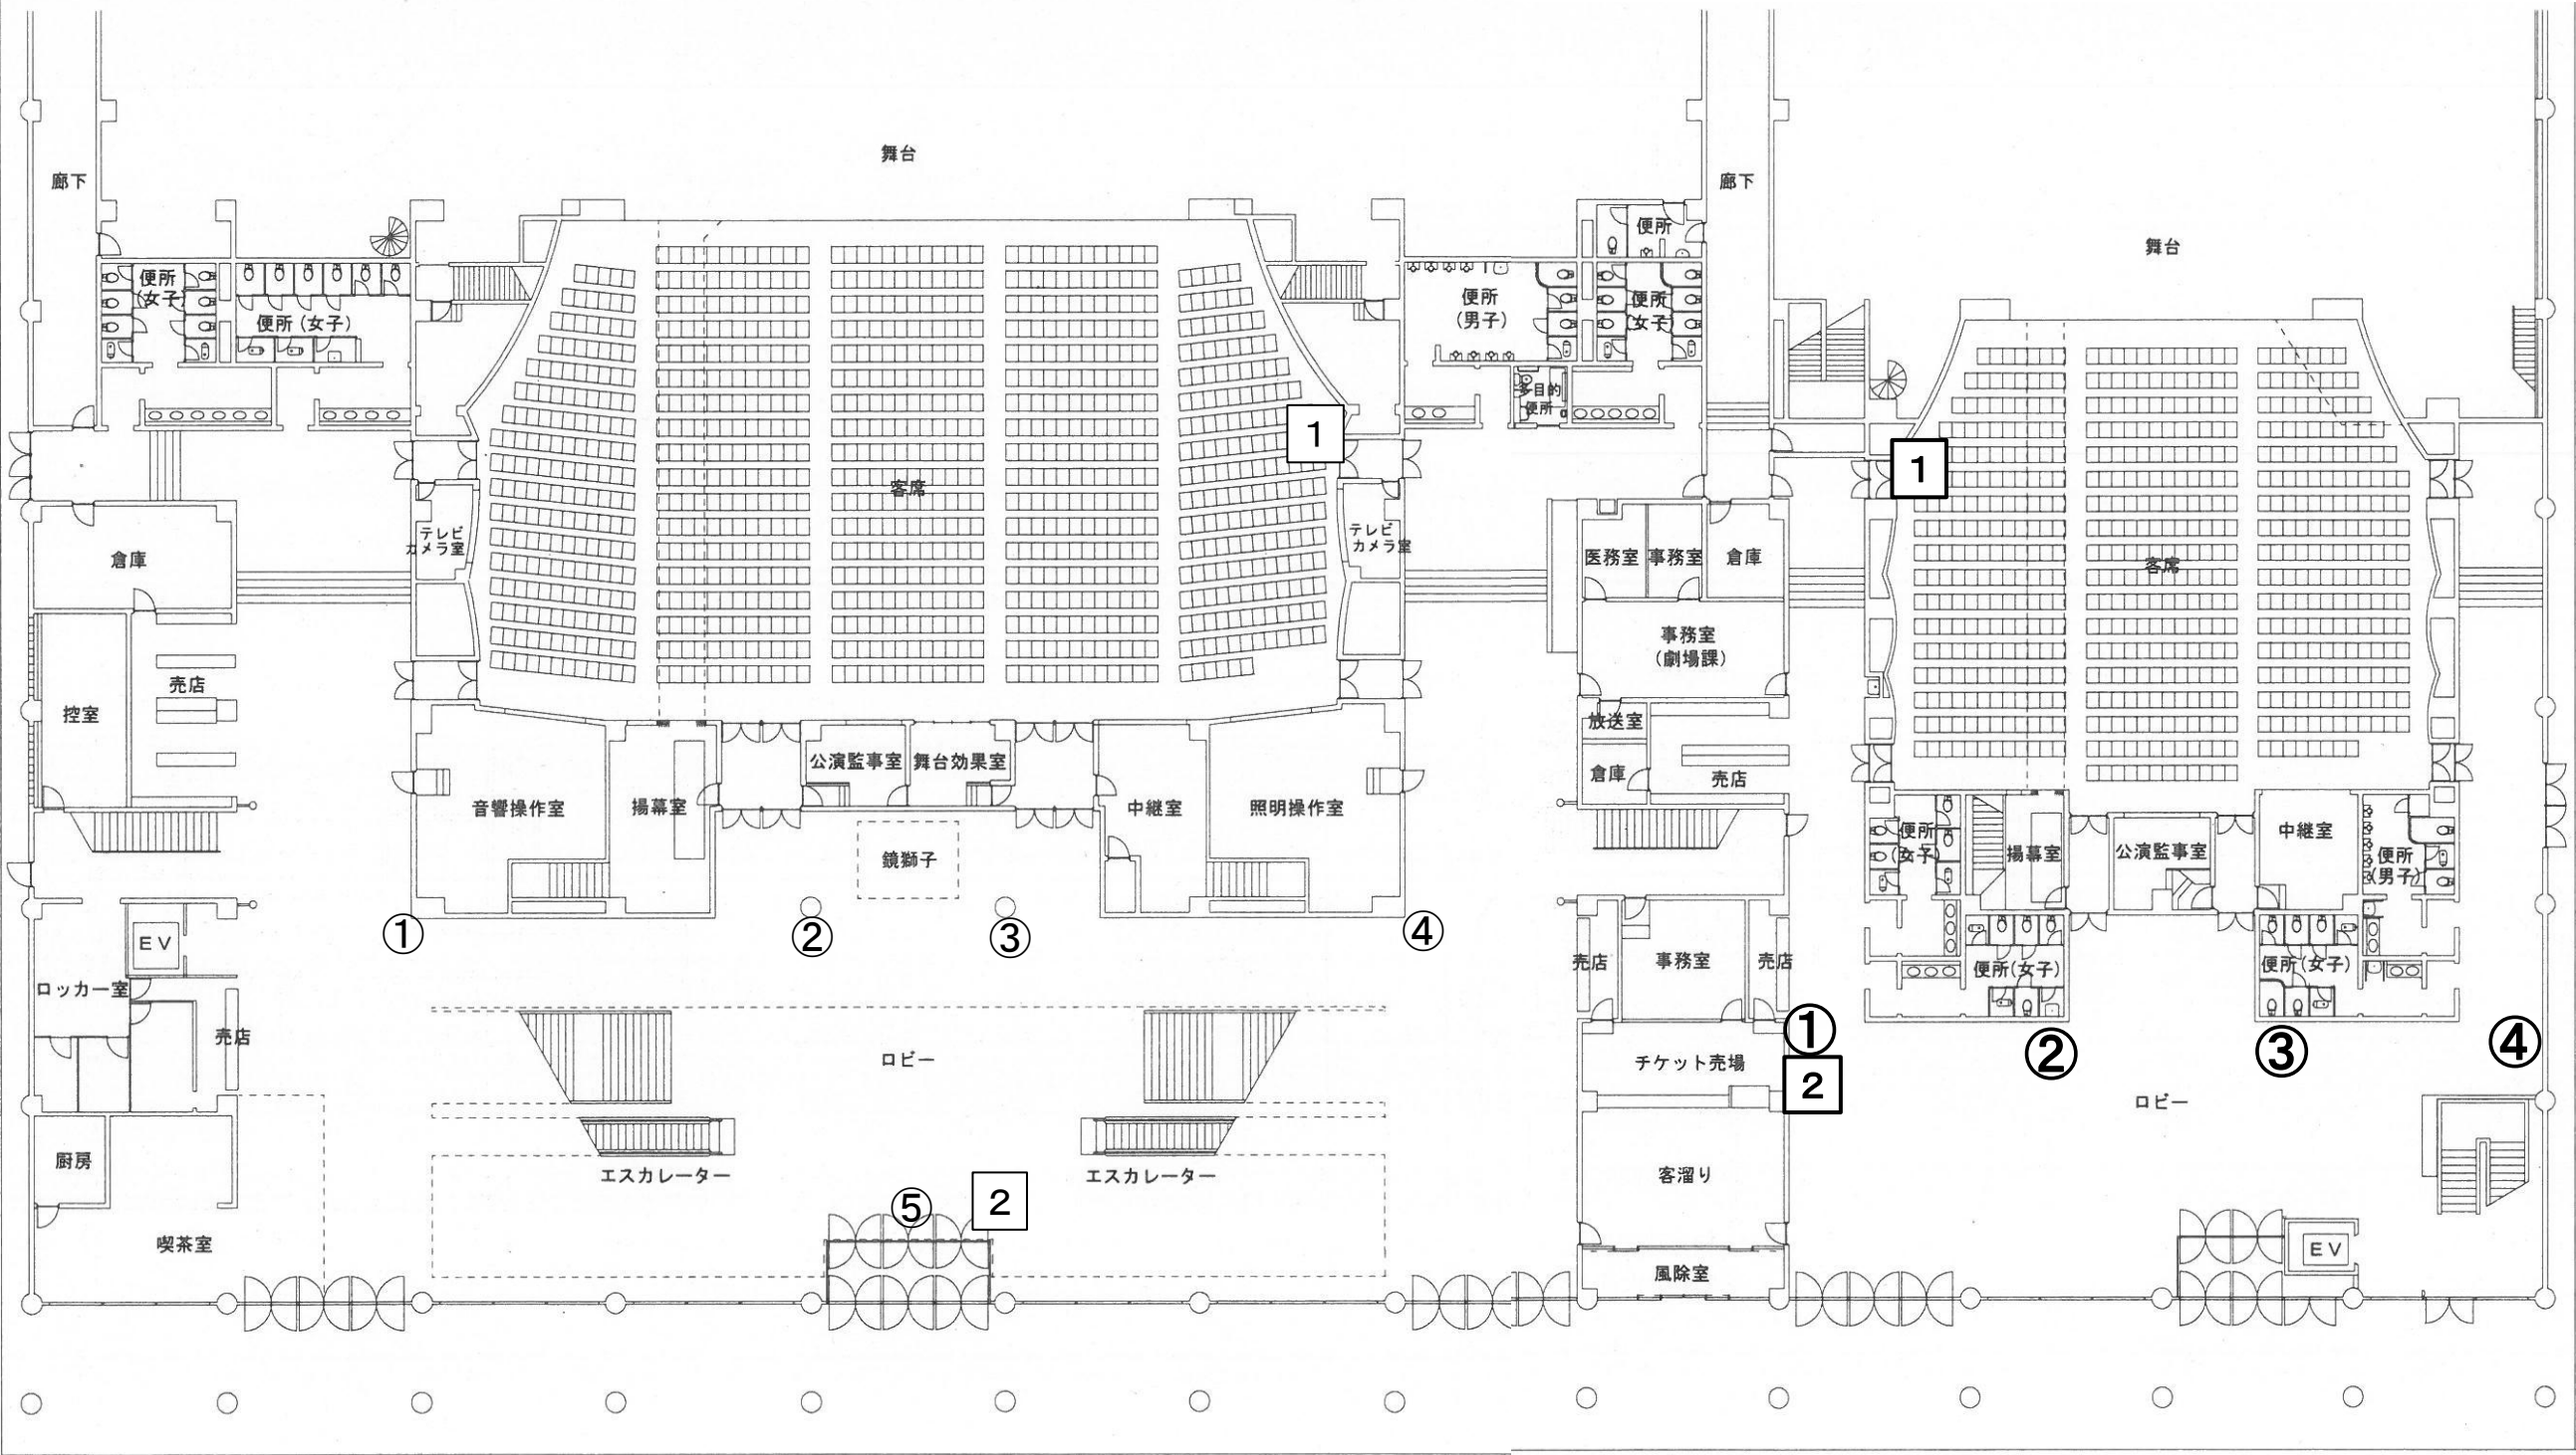 舞台
廊下
廊下
便所
舞台
便所
(女子)
便所(女子)
便所
(男子)
便所
(女子)
多目的
便所
1
1
客席
テレビ
カメラ室
テレビ
カメラ室
倉庫
医務室
事務室
倉庫
客席
事務室
(劇場課)
売店
控室
放送室
倉庫
売店
公演監事室
舞台効果室
音響操作室
揚幕室
中継室
照明操作室
鏡獅子
便所
(女子)
揚幕室
公演監事室
中継室
便所
(男子)
①
②
③
④
EV
ロッカー室
売店
売店
事務室
売店
便所(女子)
便所(女子)
①
②
③
④
ロビー
チケット売場
2
ロビー
厨房
エスカレーター
エスカレーター
客溜り
⑤
2
喫茶室
EV
風除室